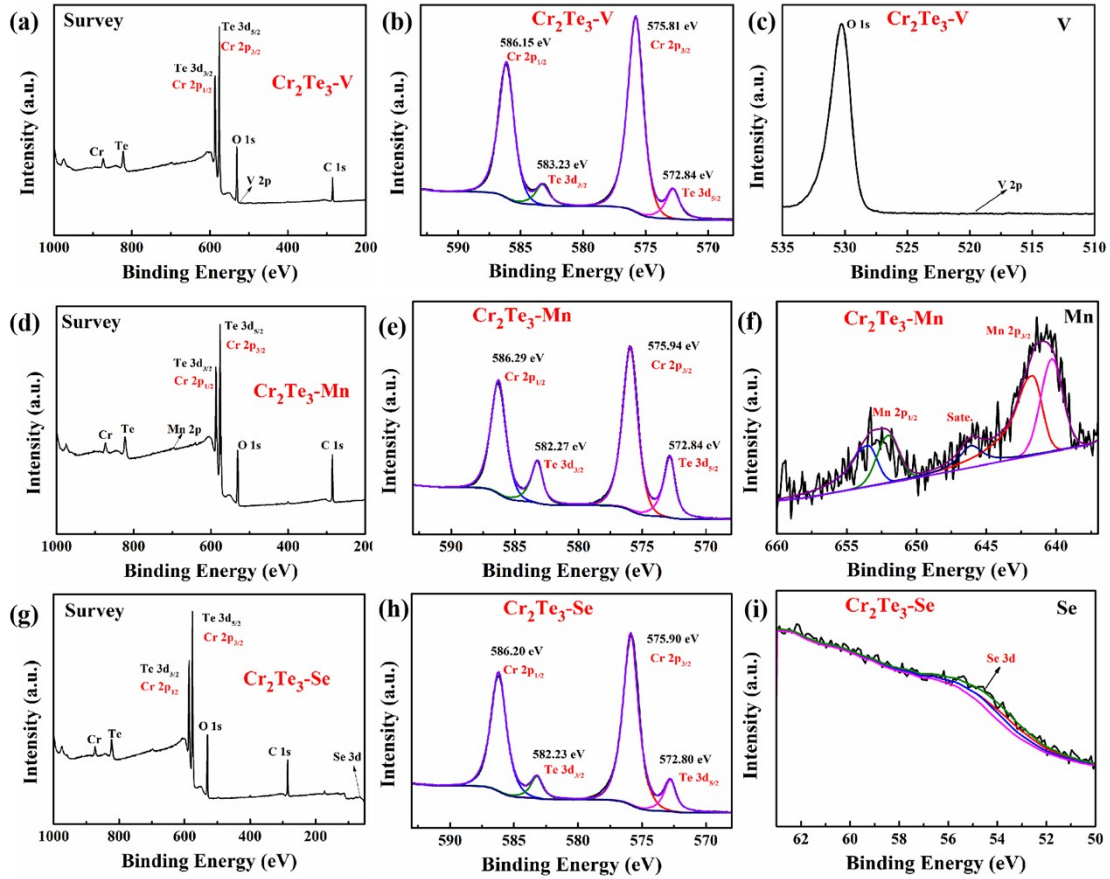 (a) Survey
Te 3d5/2
Cr 2p3/2
Te 3d3/2
Cr 2p1/2
Cr2Te3-V
Cr
Te
O 1s
V 2p
C 1s
Intensity (a.u.)
1000 800 600 400 200
Binding Energy (eV)
(b) Cr2Te3-V
575.81 eV
Cr 2p3/2
586.15 eV
Cr 2p1/2
583.23 eV
Te 3d3/2
572.84 eV
Te 3d5/2
Intensity (a.u.)
590 585 580 575 570
Binding Energy (eV)
(c) Cr2Te3-V V
O 1s
V 2p
Intensity (a.u.)
535 530 525 520 515 510
Binding Energy (eV)
(d) Survey
Te 3d5/2
Cr 2p3/2
Te 3d3/2
Cr 2p1/2
Cr2Te3-Mn
Cr
Te
Mn 2p
O 1s
C 1s
Intensity (a.u.)
1000 800 600 400 200
Binding Energy (eV)
(e) Cr2Te3-Mn
575.94 eV
Cr 2p3/2
586.29 eV
Cr 2p1/2
582.27 eV
Te 3d3/2
572.84 eV
Te 3d5/2
Intensity (a.u.)
590 585 580 575 570
Binding Energy (eV)
(f) Cr2Te3-Mn Mn
Mn 2p3/2
Mn 2p1/2
Sate.
Intensity (a.u.)
660 655 650 645 640
Binding Energy (eV)
(g) Survey
Te 3d5/2
Cr 2p3/2
Te 3d3/2
Cr 2p12
Cr2Te3-Se
Cr
Te
O 1s
C 1s
Se 3d
Intensity (a.u.)
1000 800 600 400 200
Binding Energy (eV)
(h) Cr2Te3-Se
575.90 eV
Cr 2p3/2
586.20 eV
Cr 2p1/2
582.23 eV
Te 3d3/2
572.80 eV
Te 3d5/2
Intensity (a.u.)
590 585 580 575 570
Binding Energy (eV)
(i) Cr2Te3-Se Se
Se 3d
Intensity (a.u.)
62 60 58 56 54 52 50
Binding Energy (eV)